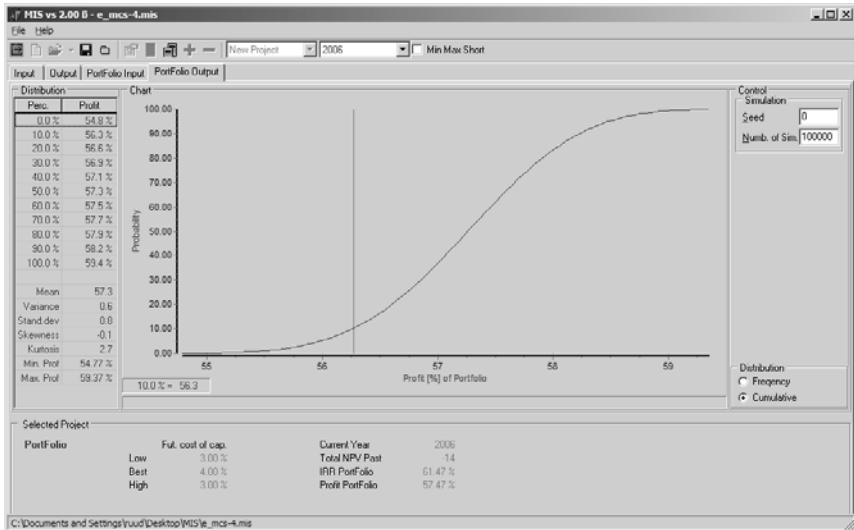 MIS vs 2.00 6 - e_mcs-4.mis
File Help
New Project 2006 Min Max Short
Input Output PortFolio Input PortFolio Output
Distribution
Perc. Profit
0.0 % 54.8 %
10.0 % 56.3 %
20.0 % 56.6 %
30.0 % 56.9 %
40.0 % 57.1 %
50.0 % 57.3 %
60.0 % 57.5 %
70.0 % 57.7 %
80.0 % 57.9 %
90.0 % 58.2 %
100.0 % 59.4 %
Mean 57.3
Variance 0.6
Stand.dev 0.8
Skewness -0.1
Kurtosis 2.7
Min. Prof 54.77 %
Max. Prof 59.37 %
Chart
100.00
90.00
80.00
70.00
60.00
50.00
40.00
30.00
20.00
10.00
0.00
Probability
55 56 57 58 59
Profit [%] of Portfolio
10.0 % = 56.3
Control
Simulation
Seed 0
Numb. of Sim. 100000
Distribution
Freqency
Cumulative
Selected Project
PortFolio
Fut. cost of cap.
Low 3.00 %
Best 4.00 %
High 3.00 %
Current Year 2006
Total NPV Past -14
IRR PortFolio 61.47 %
Profit PortFolio 57.47 %
C:\Documents and Settings\ruud\Desktop\MIS\e_mcs-4.mis